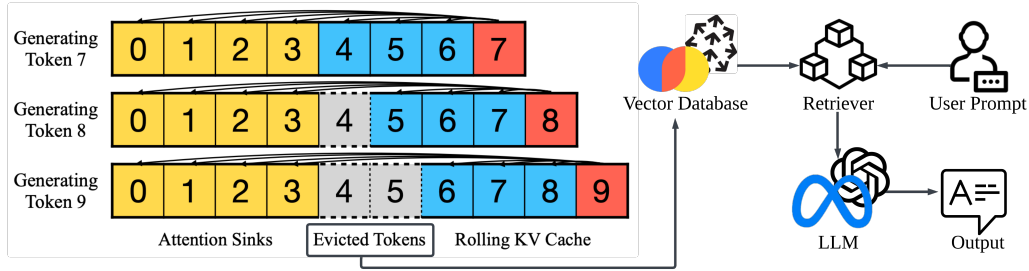 Generating
Token 7
0 1 2 3 4 5 6 7
Generating
Token 8
0 1 2 3 4 5 6 7 8
Generating
Token 9
0 1 2 3 4 5 6 7 8 9
Attention Sinks
Evicted Tokens
Rolling KV Cache
Vector Database
Retriever
User Prompt
LLM
A
Output